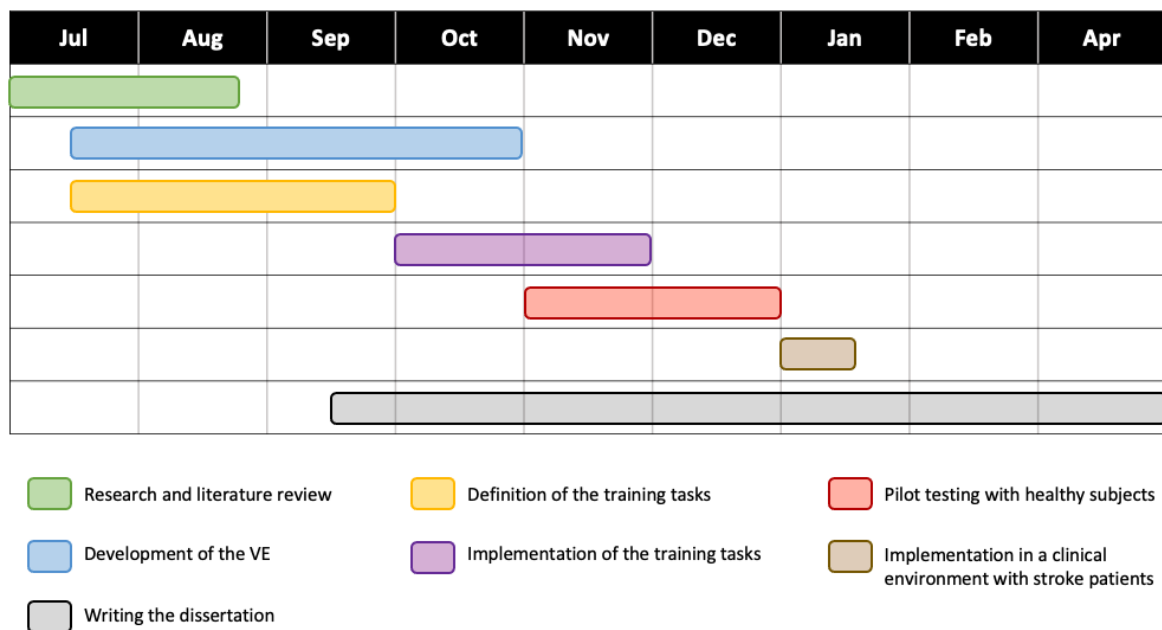 Jul Aug Sep Oct Nov Dec Jan Feb Apr
Research and literature review
Definition of the training tasks
Pilot testing with healthy subjects
Development of the VE
Implementation of the training tasks
Implementation in a clinical
environment with stroke patients
Writing the dissertation